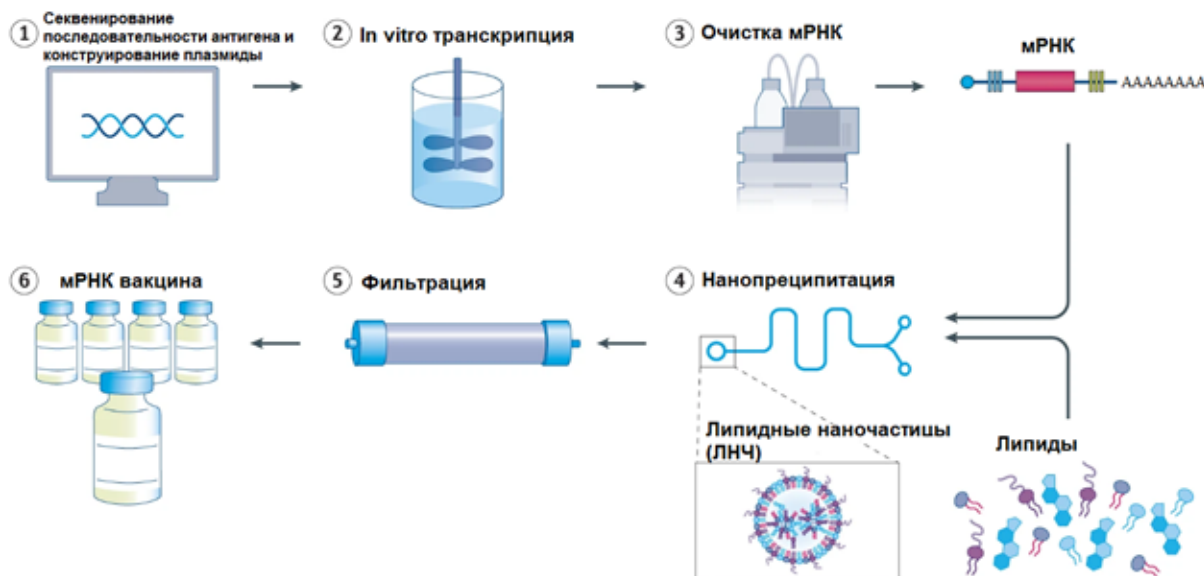 1
Секвенирование
последовательности антигена и
конструирование плазмиды
2 In vitro транскрипция
3 Очистка мРНК
мРНК
AAAAAAAA
6 мРНК вакцина
5 Фильтрация
4 Нанопреципитация
Липидные наночастицы
(ЛНЧ)
Липиды